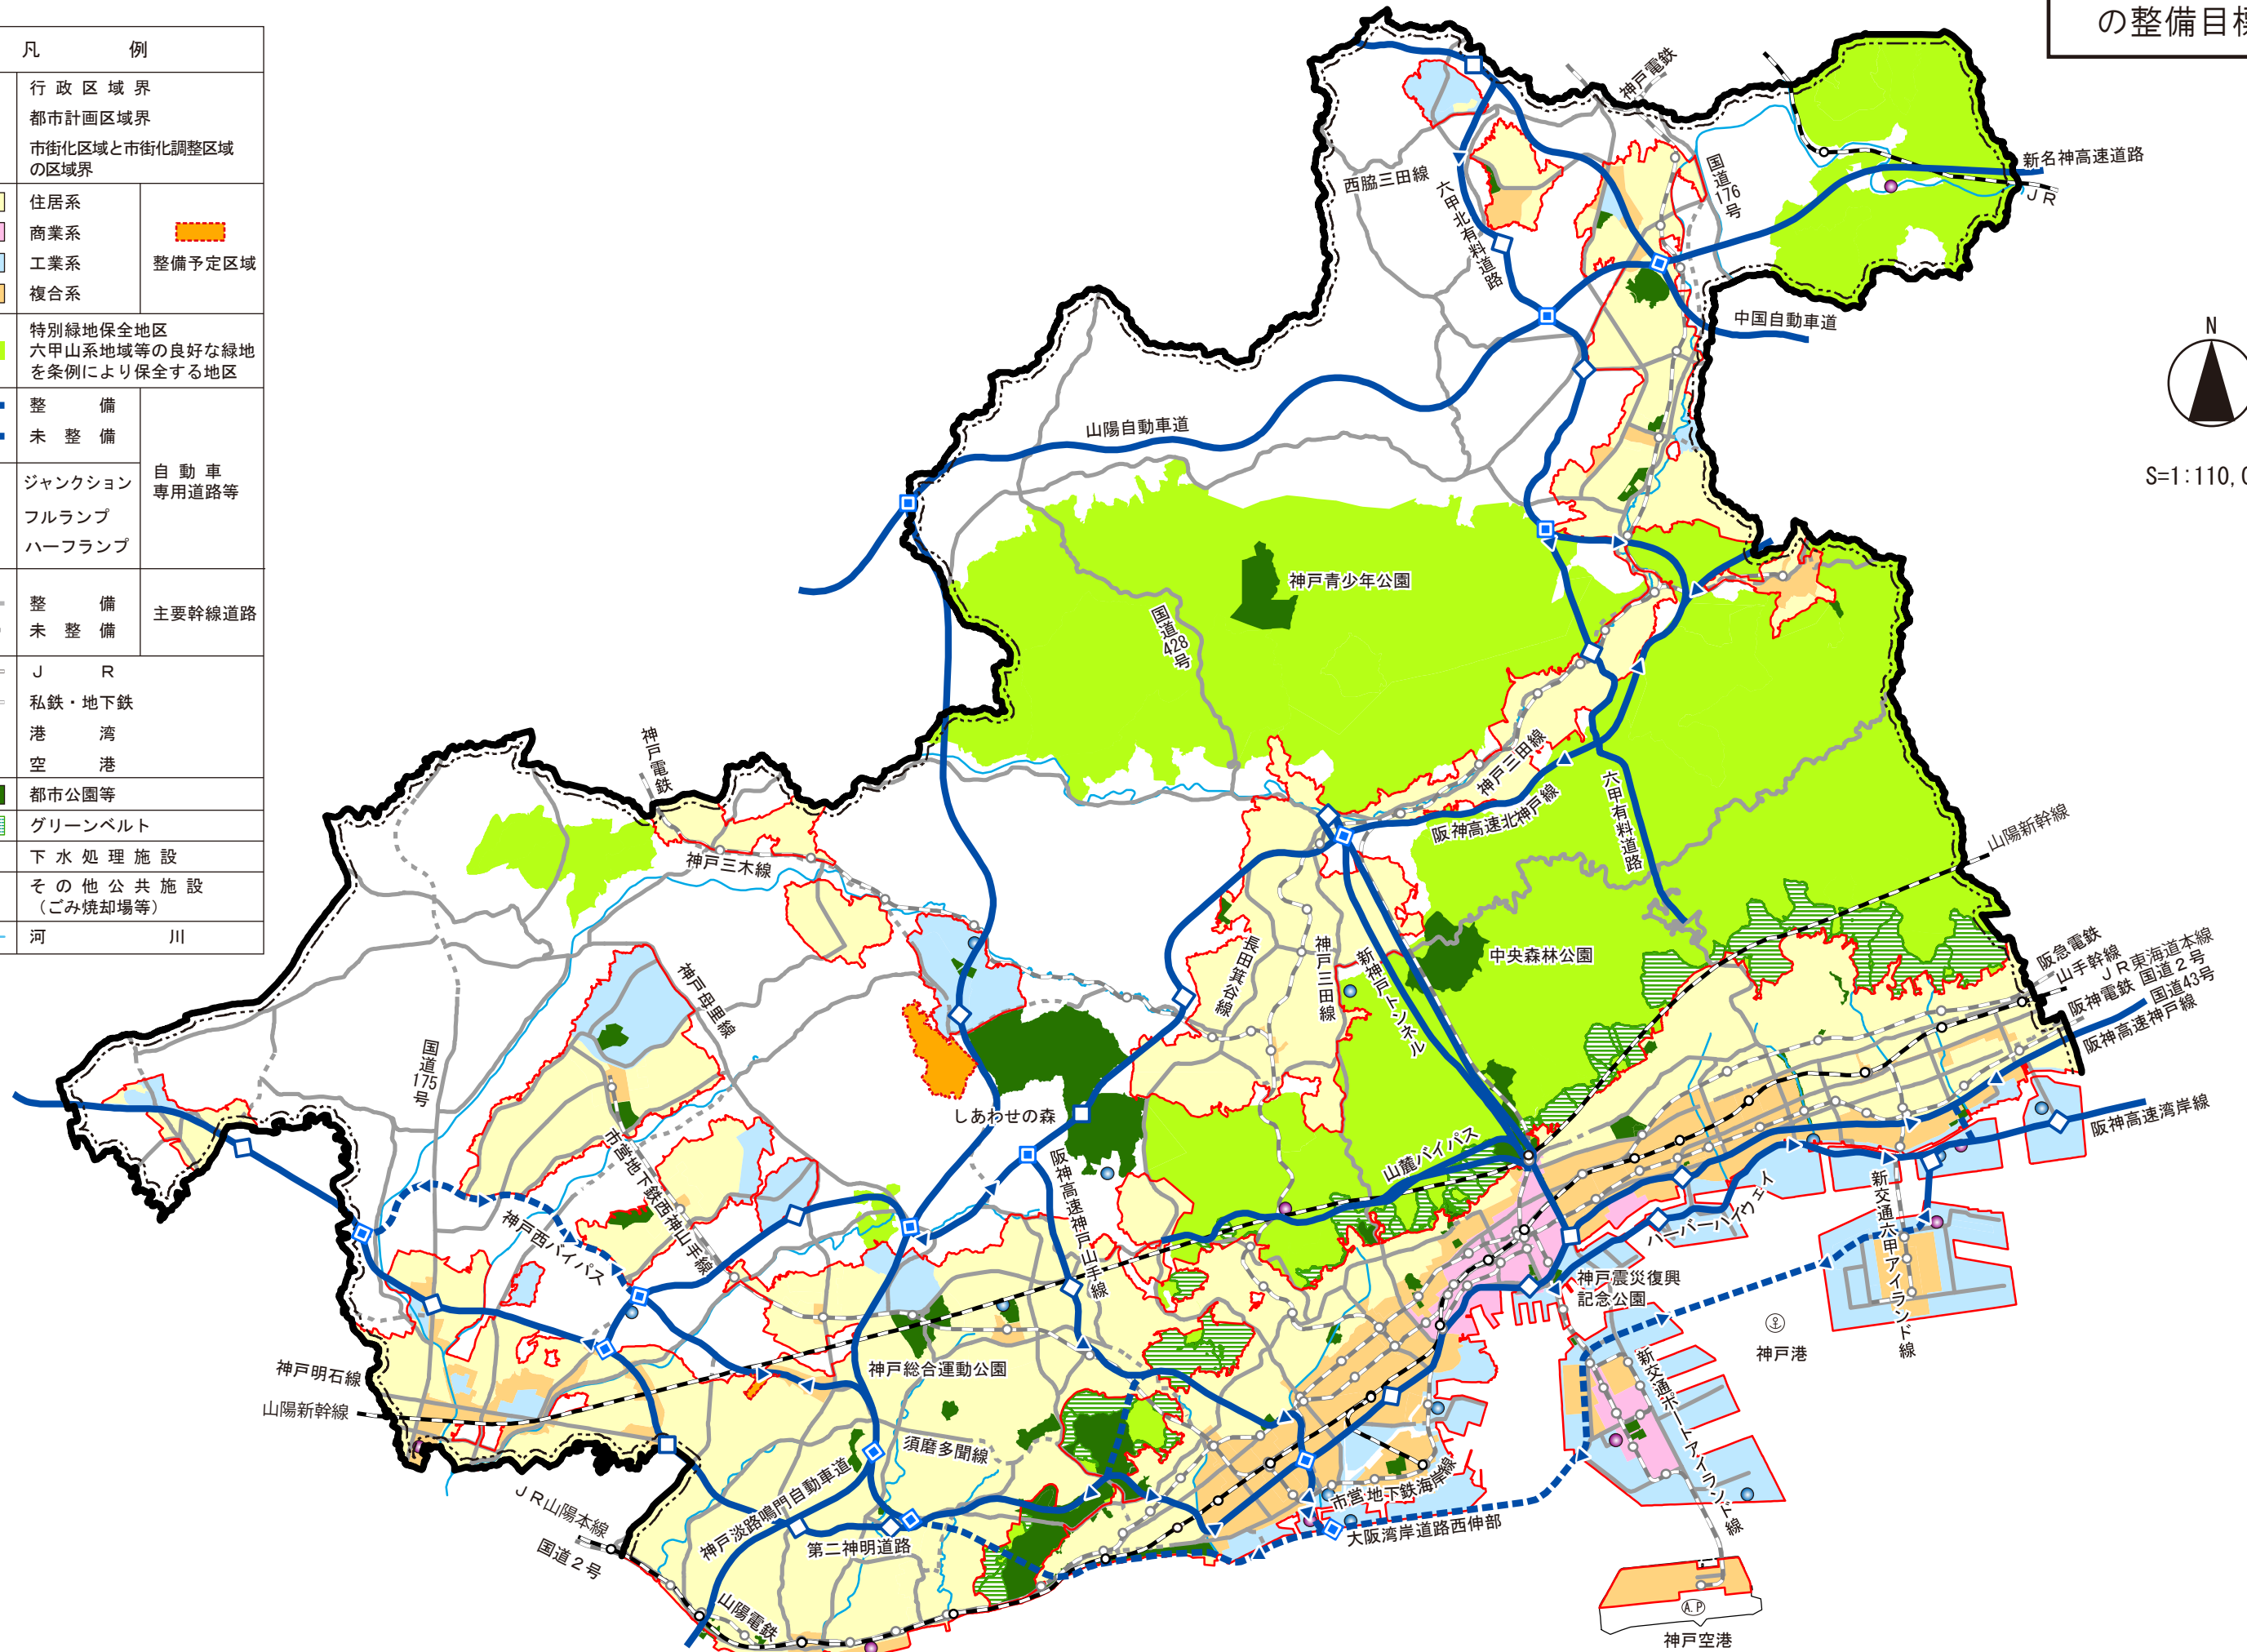 の整備目標
凡例
行政区域界
都市計画区域界
市街化区域と市街化調整区域
の区域界
住居系
商業系
工業系
複合系
整備予定区域
特別緑地保全地区
六甲山系地域等の良好な緑地
を条例により保全する地区
整備
未整備
ジャンクション
フルランプ
ハーフランプ
自動車
専用道路等
整備
未整備
主要幹線道路
JR
私鉄・地下鉄
港湾
空港
都市公園等
グリーンベルト
下水処理施設
その他公共施設
（ごみ焼却場等）
河川
N
S=1:110,0
神戸電鉄
西脇三田線
六甲北有料道路
国道176号
新名神高速道路
JR
中国自動車道
山陽自動車道
神戸青少年公園
国道428号
神戸三田線
阪神高速北神戸線
六甲有料道路
山陽新幹線
神戸電鉄
神戸三木線
長田箕谷線
神戸三田線
新神戸トンネル
中央森林公園
阪急電鉄
山手幹線
JR東海道本線
阪神電鉄
国道2号
国道43号
阪神高速神戸線
阪神高速湾岸線
神戸母里線
国道175号
しあわせの森
市営地下鉄西神山手線
神戸西バイパス
阪神高速神戸山手線
山麓バイパス
ハーバーハイウェイ
新交通六甲アイランド線
神戸震災復興
記念公園
神戸港
新交通ポートアイランド線
神戸明石線
山陽新幹線
神戸総合運動公園
須磨多聞線
神戸淡路鳴門自動車道
第二神明道路
市営地下鉄海岸線
大阪湾岸道路西伸部
JR山陽本線
国道2号
山陽電鉄
A.P
神戸空港